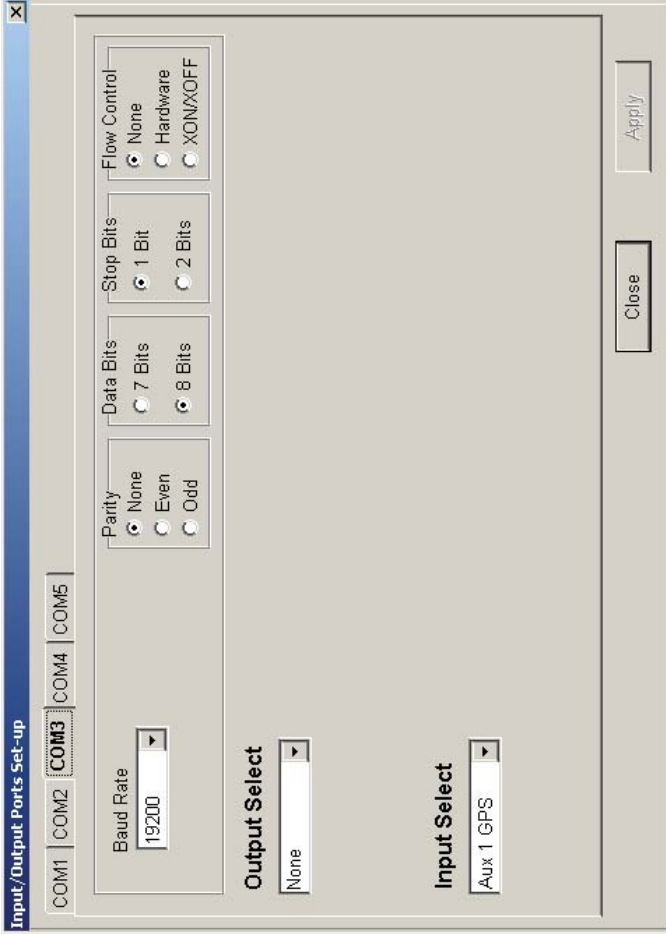 Input/Output Ports Set-up
COM1 COM2 COM3 COM4 COM5
Baud Rate
19200
Parity
None
Even
Odd
Data Bits
7 Bits
8 Bits
Stop Bits
1 Bit
2 Bits
Flow Control
None
Hardware
XON/XOFF
Output Select
None
Input Select
Aux 1 GPS
Close
Apply